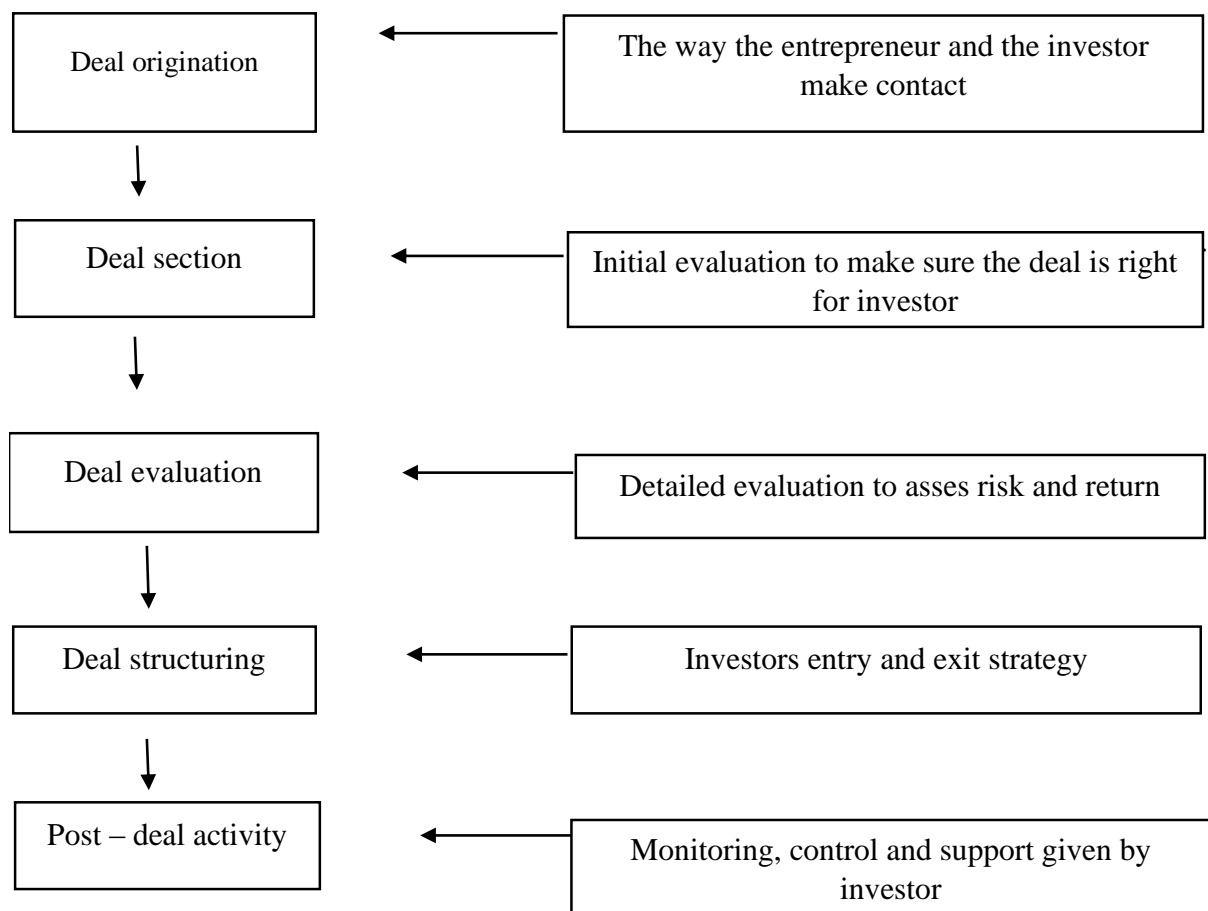 Deal origination
The way the entrepreneur and the investor
make contact
Deal section
Initial evaluation to make sure the deal is right
for investor
Deal evaluation
Detailed evaluation to asses risk and return
Deal structuring
Investors entry and exit strategy
Post – deal activity
Monitoring, control and support given by
investor